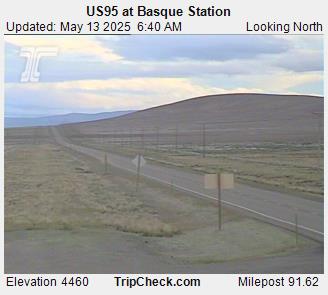 US95 at Basque Station
Updated: May 13 2025 6:40 AM Looking North
Elevation 4460 TripCheck.com Milepost 91.62